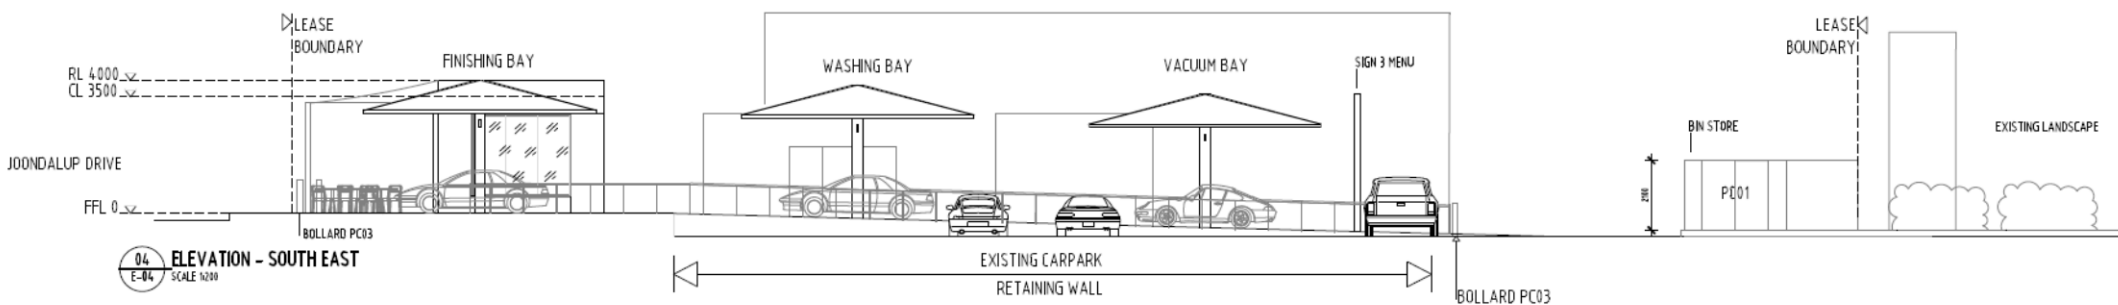 LEASE
BOUNDARY
RL 4000
CL 3500
FINISHING BAY
WASHING BAY
VACUUM BAY
SIGN 3 MENU
LEASE
BOUNDARY
BIN STORE
EXISTING LANDSCAPE
JOONDALUP DRIVE
2100
PC01
FFL 0
BOLLARD PC03
04
E-04
ELEVATION - SOUTH EAST
SCALE 1:200
EXISTING CARPARK
RETAINING WALL
BOLLARD PC03